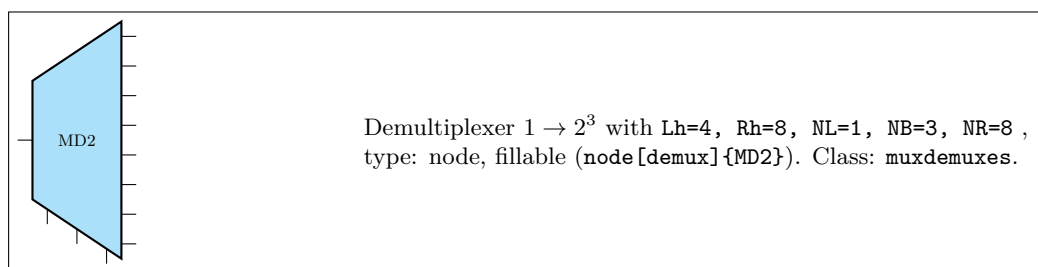 MD2
Demultiplexer 1 → 2³ with Lh=4, Rh=8, NL=1, NB=3, NR=8 ,
type: node, fillable (node[demux]{MD2}). Class: muxdemuxes.